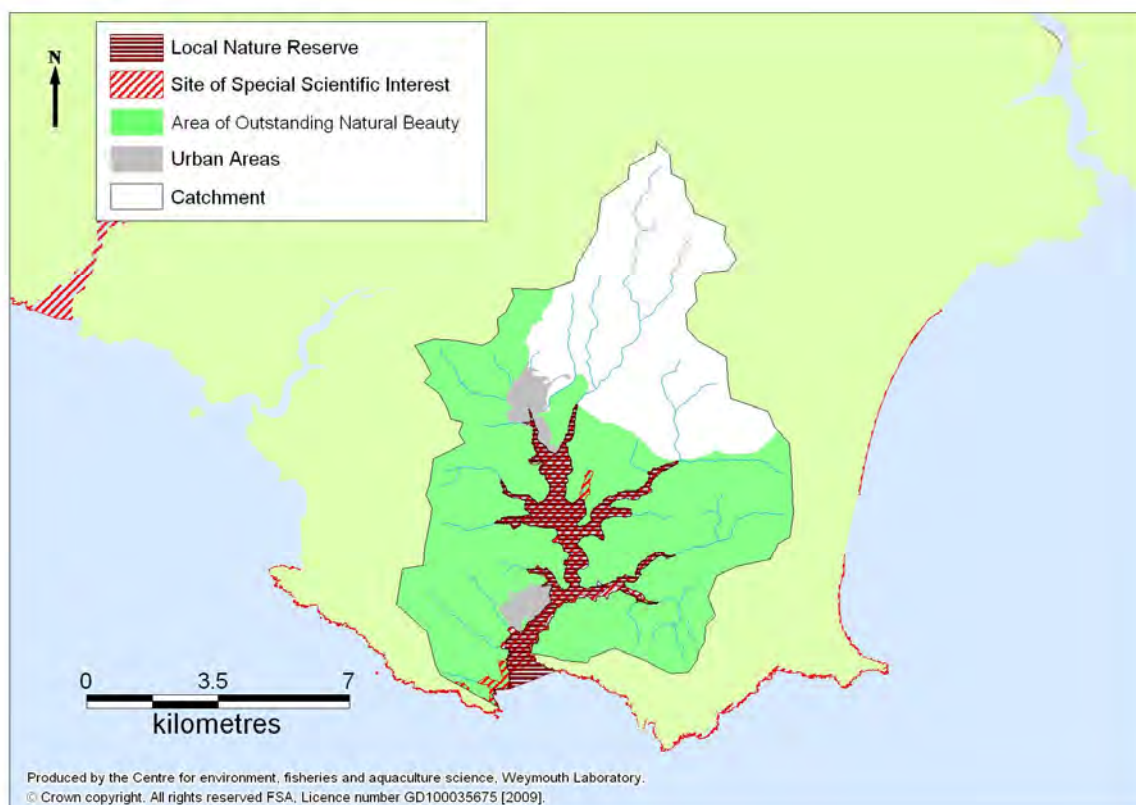 Local Nature Reserve
N
Site of Special Scientific Interest
Area of Outstanding Natural Beauty
Urban Areas
Catchment
0 3.5 7
kilometres
Produced by the Centre for environment, fisheries and aquaculture science, Weymouth Laboratory.
© Crown copyright. All rights reserved FSA, Licence number GD100035675 [2009].